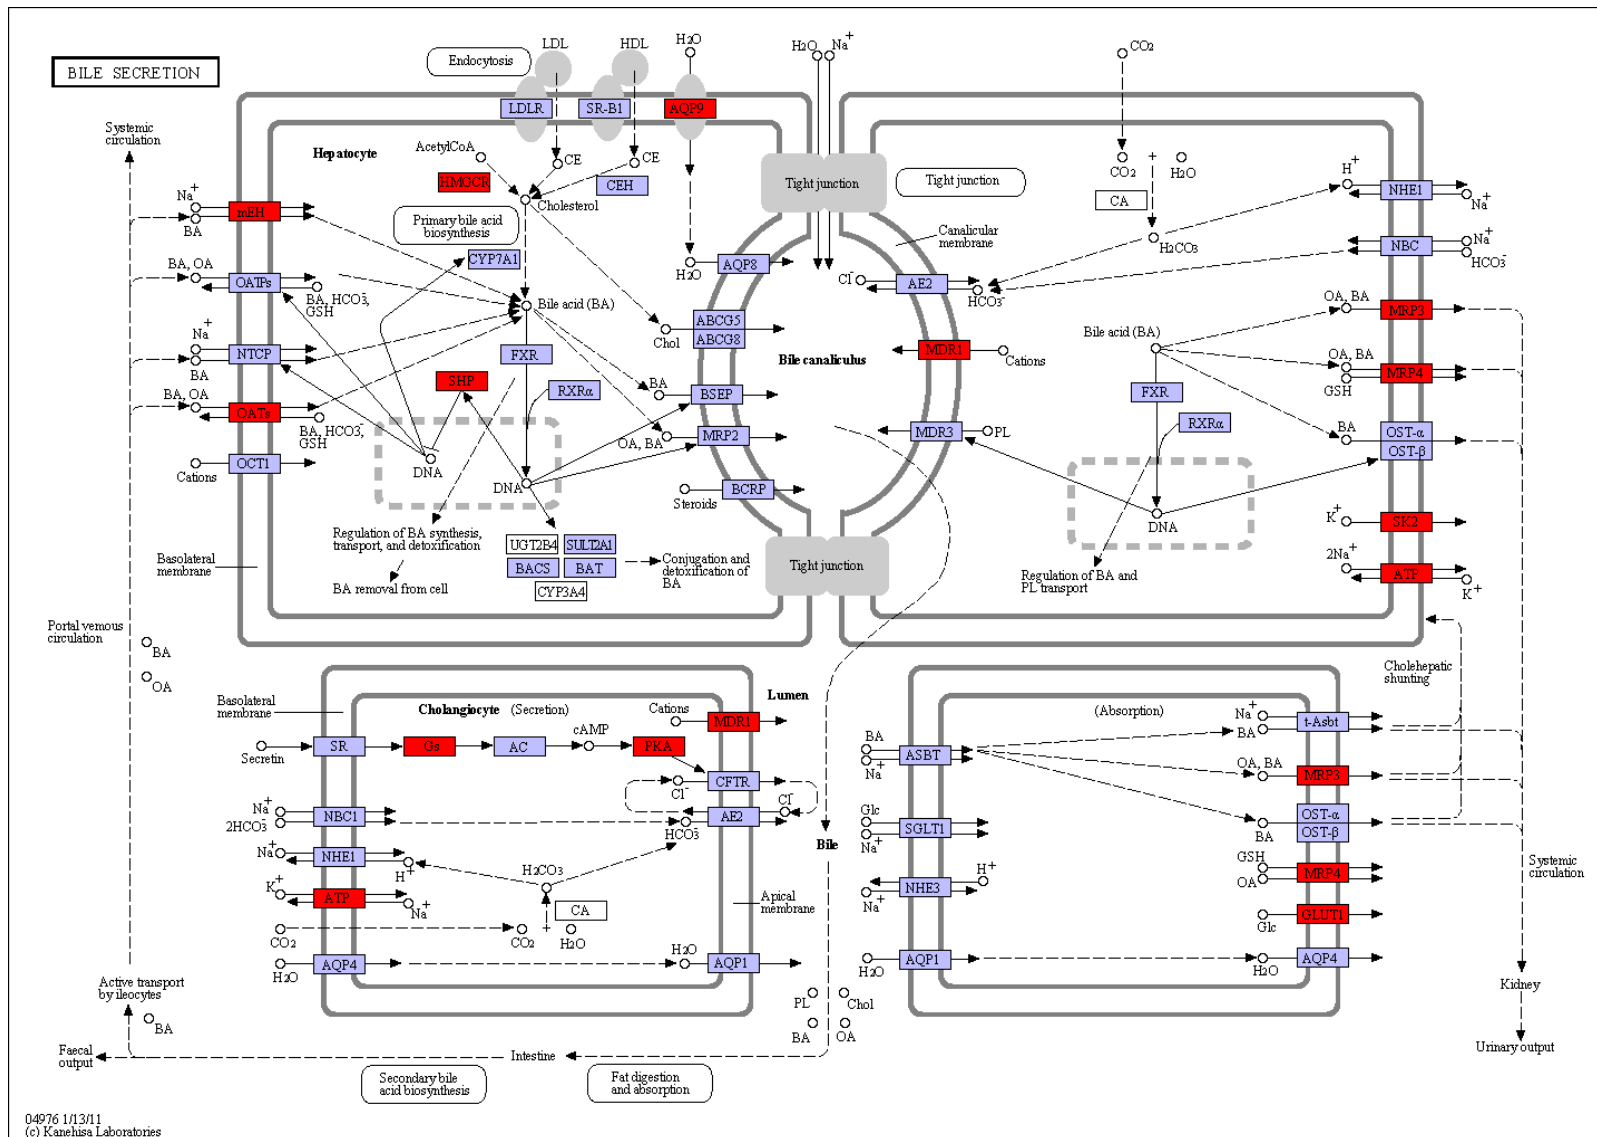 BILE SECRETION
Endocytosis
LDL
HDL
H2O
H2O
Na+
CO2
LDLR
SR-B1
AQP9
Systemic
circulation
Hepatocyte
AcetylCoA
CE
CE
HMGCR
CEH
Cholesterol
Tight junction
Tight junction
CO2
+
H2O
CA
H2CO3
H+
NHE1
Na+
Na+
mEH
BA
Primary bile acid
biosynthesis
CYP7A1
H2O
AQP8
Canalicular
membrane
Cl-
AE2
HCO3-
NBC
Na+
HCO3-
BA, OA
OATPs
BA, HCO3-,
GSH
Bile acid (BA)
ABCG5
ABCG8
Chol
Bile canaliculus
MDR1
Cations
Bile acid (BA)
OA, BA
MRP3
Na+
NTCP
BA
FXR
SHP
RXRα
BA
BSEP
OA, BA
MRP4
GSH
FXR
RXRα
BA, OA
OATs
BA, HCO3-,
GSH
OA, BA
MRP2
MDR3
PL
BA
OST-α
OST-β
OCT1
Cations
DNA
DNA
Steroids
BCRP
DNA
K+
SK2
Regulation of BA synthesis,
transport, and detoxification
BA removal from cell
UGT2B4
SULT2A1
BACS
BAT
CYP3A4
Conjugation and
detoxification of
BA
Tight junction
Regulation of BA and
PL transport
2Na+
ATP
K+
Basolateral
membrane
Portal venous
circulation
BA
OA
Cholehepatic
shunting
Basolateral
membrane
Cholangiocyte (Secretion)
Cations
MDR1
Lumen
(Absorption)
Na+
BA
t-Asbt
Secretin
SR
Gs
AC
cAMP
PKA
BA
Na+
ASBT
OA, BA
MRP3
Cl-
CFTR
Cl-
AE2
Na+
2HCO3-
NBC1
HCO3-
Bile
Glc
Na+
SGLT1
BA
OST-α
OST-β
Na+
NHE1
H+
H2CO3
K+
ATP
Na+
CA
CO2
CO2
+
H2O
Apical
membrane
H+
NHE3
Na+
GSH
OA
MRP4
Glc
GLUT1
Systemic
circulation
H2O
AQP4
H2O
AQP1
H2O
AQP1
H2O
AQP4
Active transport
by ileocytes
BA
PL
Chol
BA
OA
Kidney
Faecal
output
Intestine
Urinary output
Secondary bile
acid biosynthesis
Fat digestion
and absorption
04976 1/13/11
(c) Kanehisa Laboratories